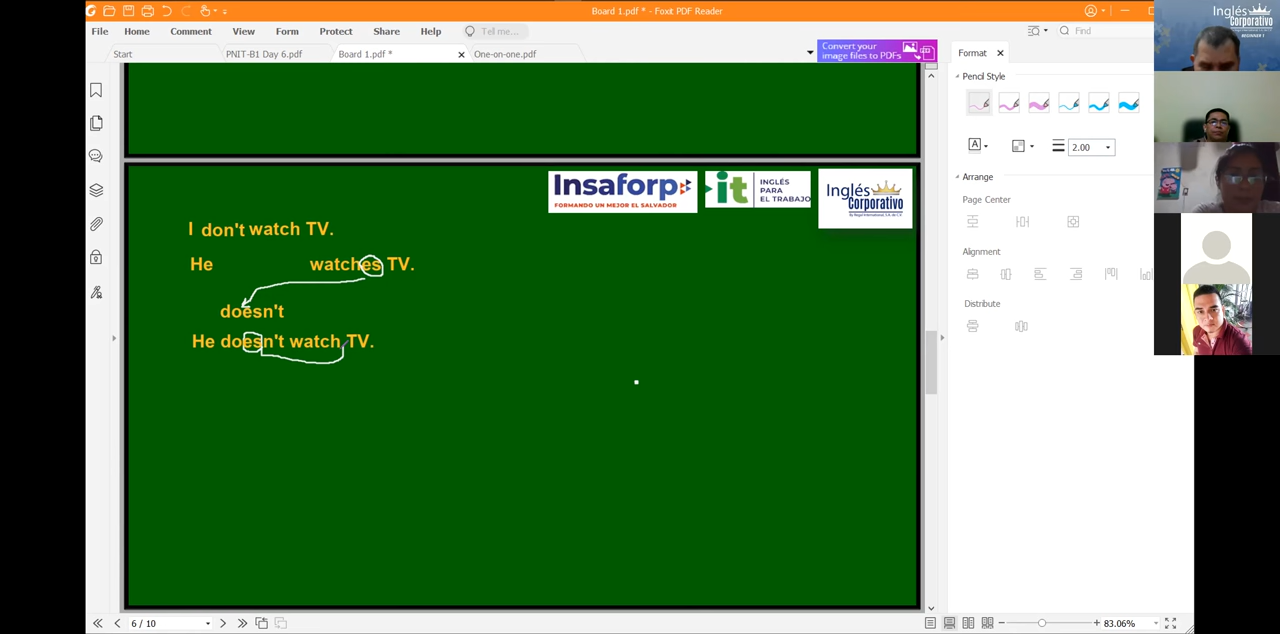 Board 1.pdf * - Foxit PDF Reader
File Home Comment View Form Protect Share Help Tell me... Find
Start PNIT-B1 Day 6.pdf Board 1.pdf * One-on-one.pdf
Convert your
image files to PDFs
Format
Pencil Style
2.00
Arrange
Page Center
Alignment
Distribute
Insaforp
FORMANDO UN MEJOR EL SALVADOR
it
INGLÉS
PARA
EL TRABAJO
Inglés
Corporativo
I don't watch TV.
He watches TV.
doesn't
He doesn't watch TV.
6 / 10
83.06%
Inglés
Corporativo
BEGINNER 1